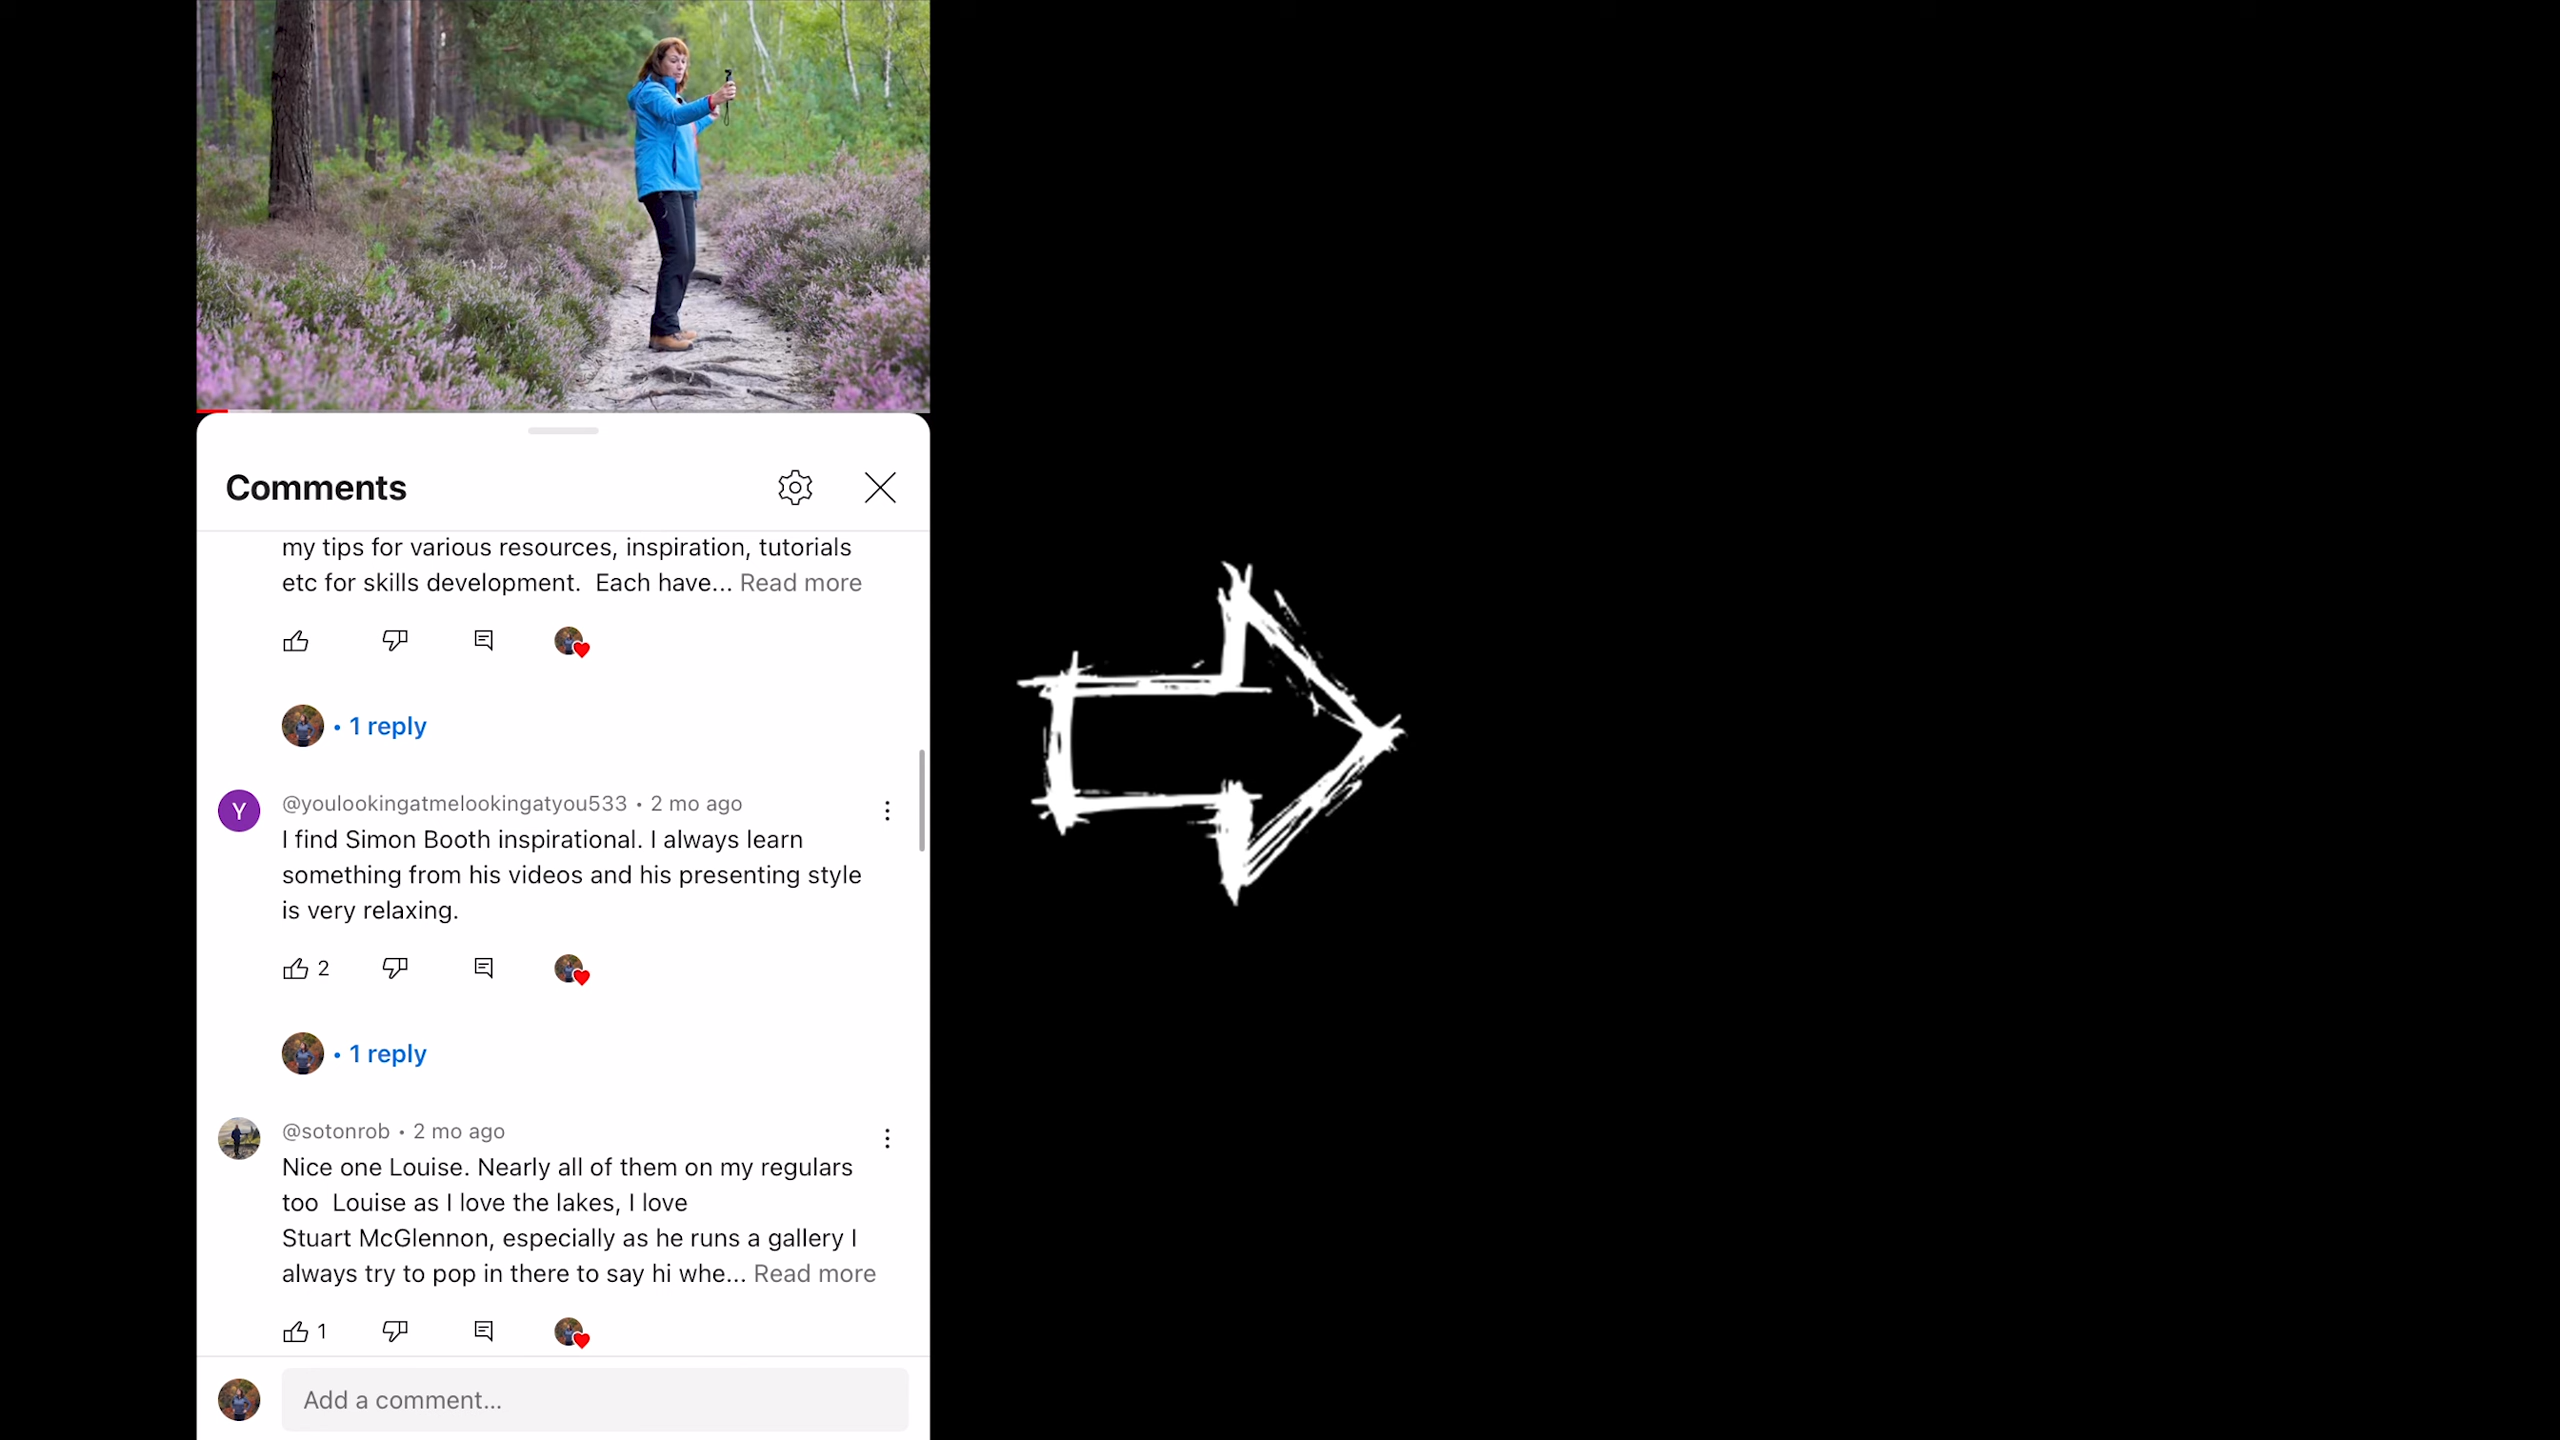 Comments
my tips for various resources, inspiration, tutorials
etc for skills development.  Each have... Read more
• 1 reply
Y
@youlookingatmelookingatyou533 • 2 mo ago
I find Simon Booth inspirational. I always learn
something from his videos and his presenting style
is very relaxing.
2
• 1 reply
@sotonrob • 2 mo ago
Nice one Louise. Nearly all of them on my regulars
too  Louise as I love the lakes, I love
Stuart McGlennon, especially as he runs a gallery I
always try to pop in there to say hi whe... Read more
1
Add a comment...